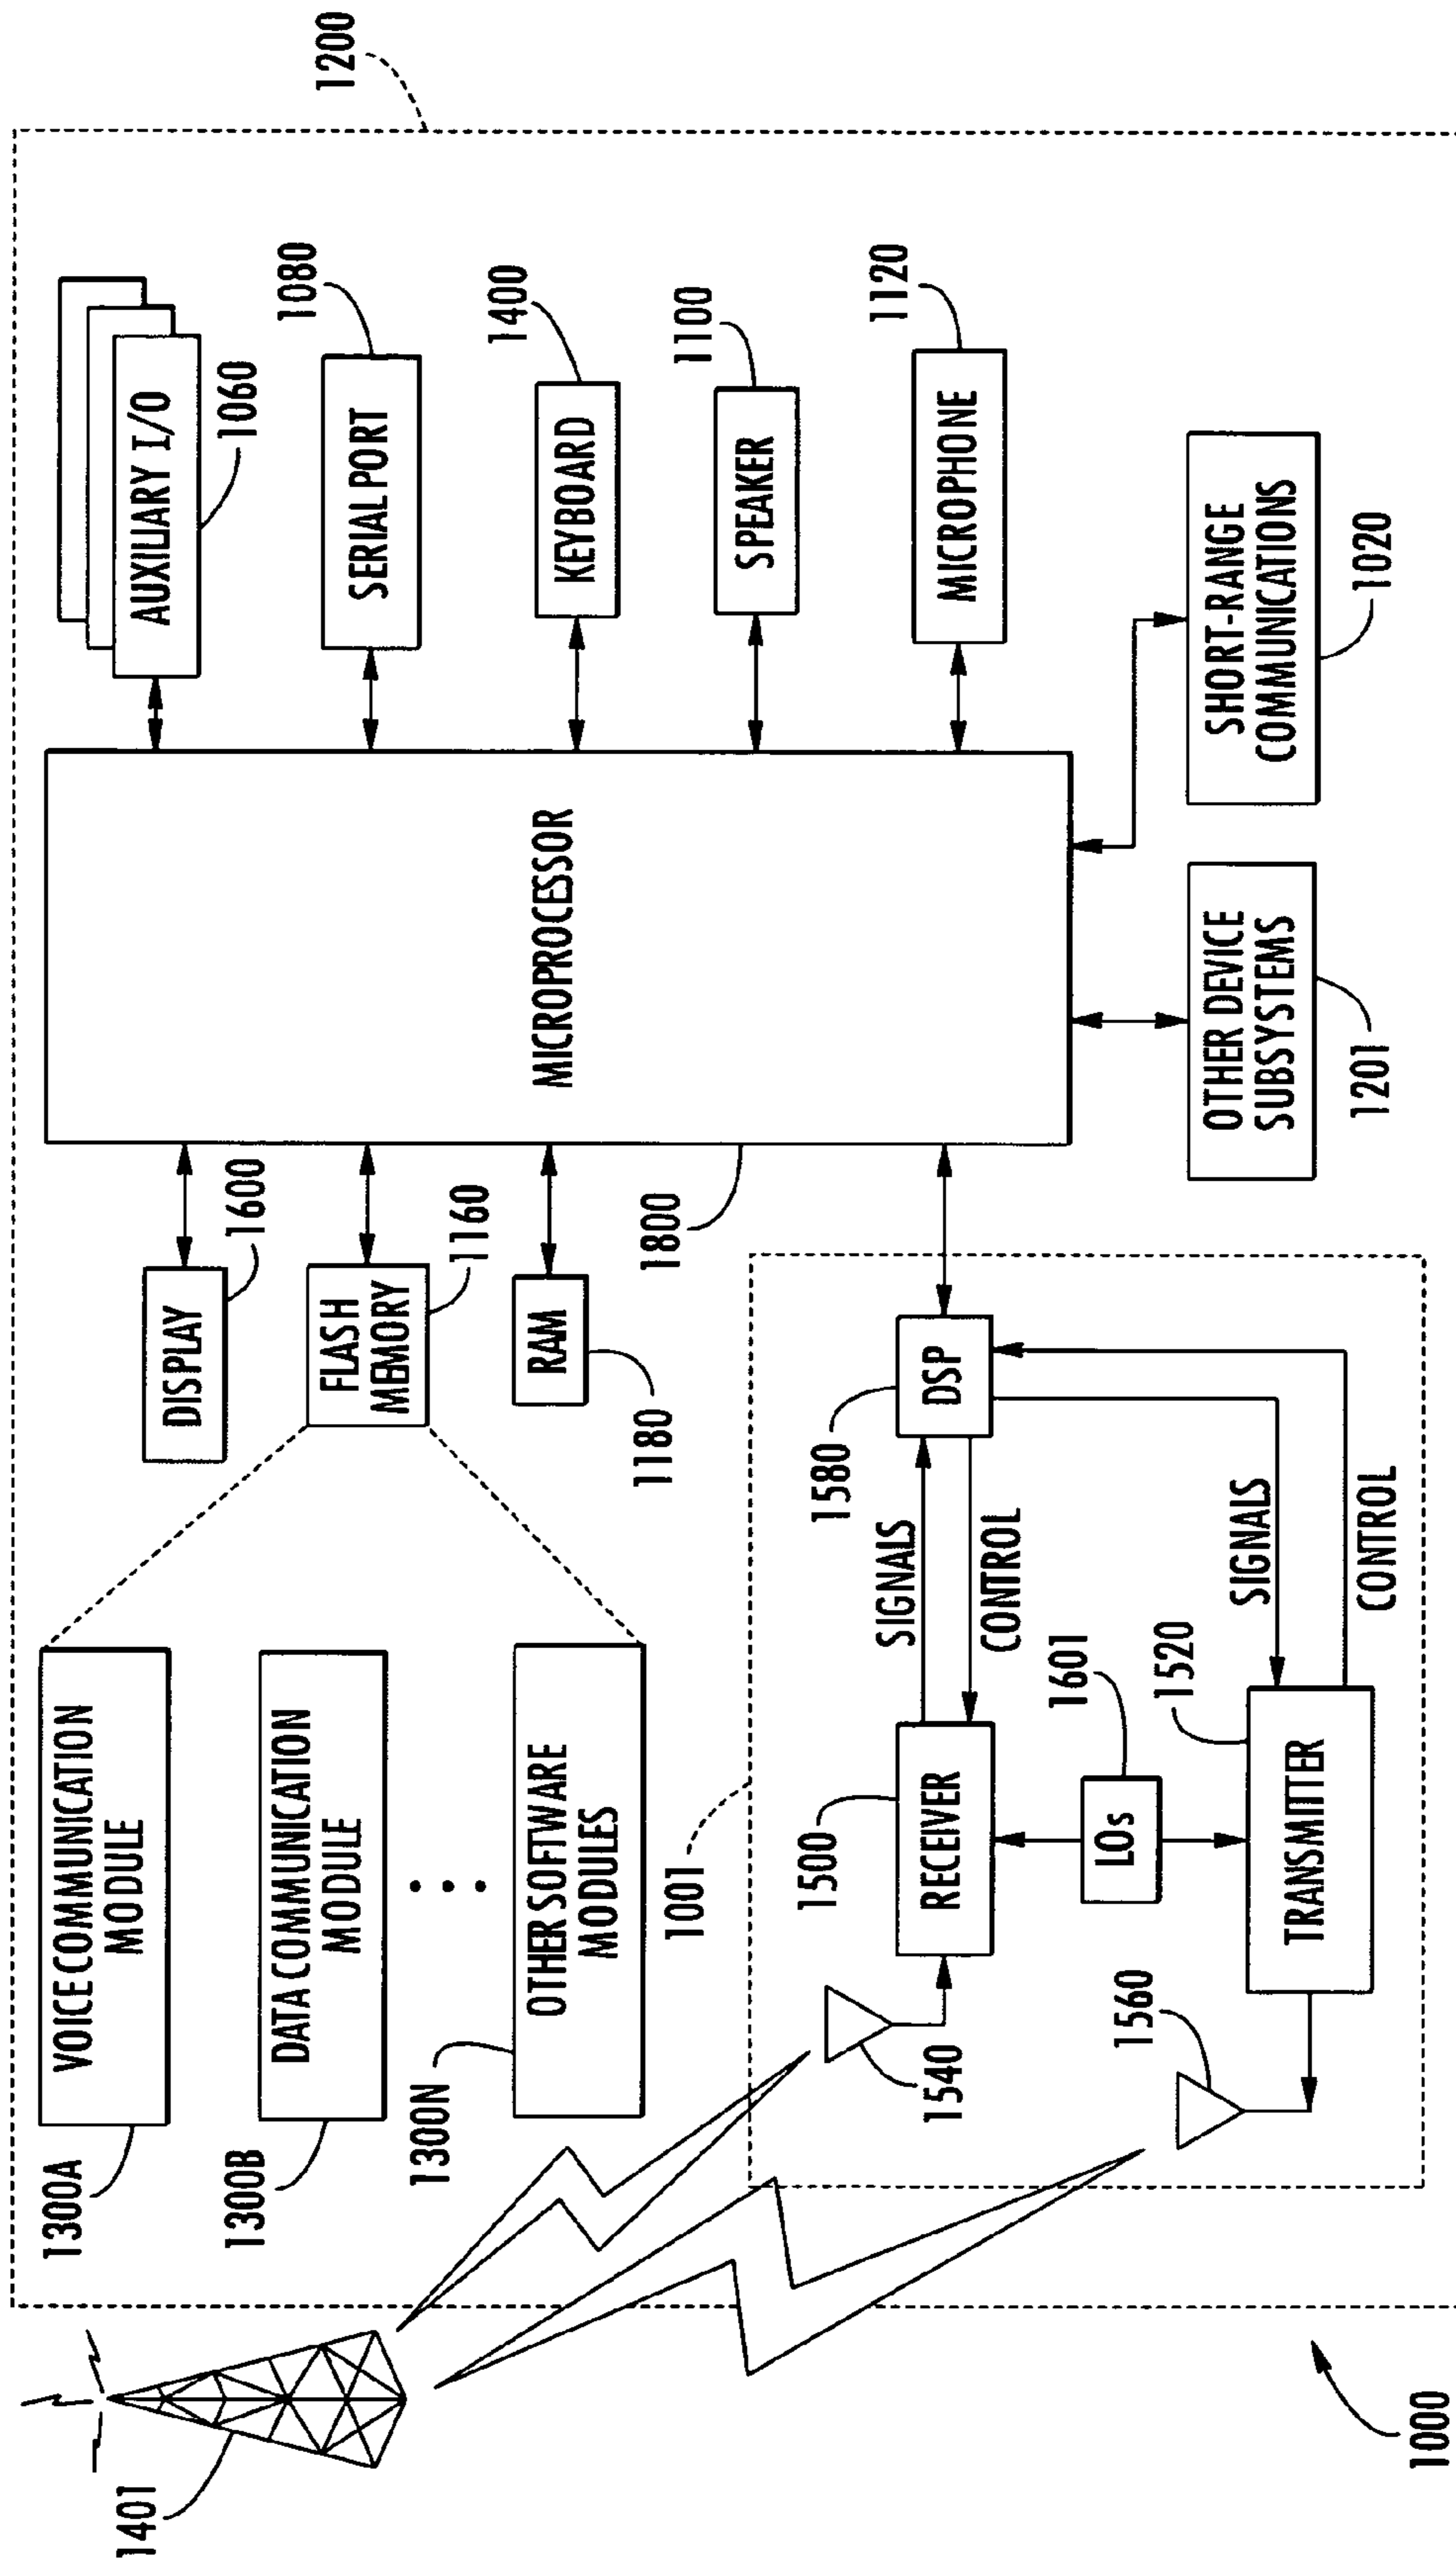 1200
VOICE COMMUNICATION
MODULE
1300A
DATA COMMUNICATION
MODULE
1300B
OTHER SOFTWARE
MODULES
1300N
1401
1000
DISPLAY
1600
FLASH
MEMORY
1160
RAM
1180
MICROPROCESSOR
1800
AUXILIARY I/O
1060
SERIAL PORT
1080
KEYBOARD
1400
SPEAKER
1100
MICROPHONE
1120
SHORT-RANGE
COMMUNICATIONS
1020
OTHER DEVICE
SUBSYSTEMS
1201
1001
1500
RECEIVER
SIGNALS
CONTROL
1580
DSP
1540
LOs
1601
1560
1520
TRANSMITTER
SIGNALS
CONTROL